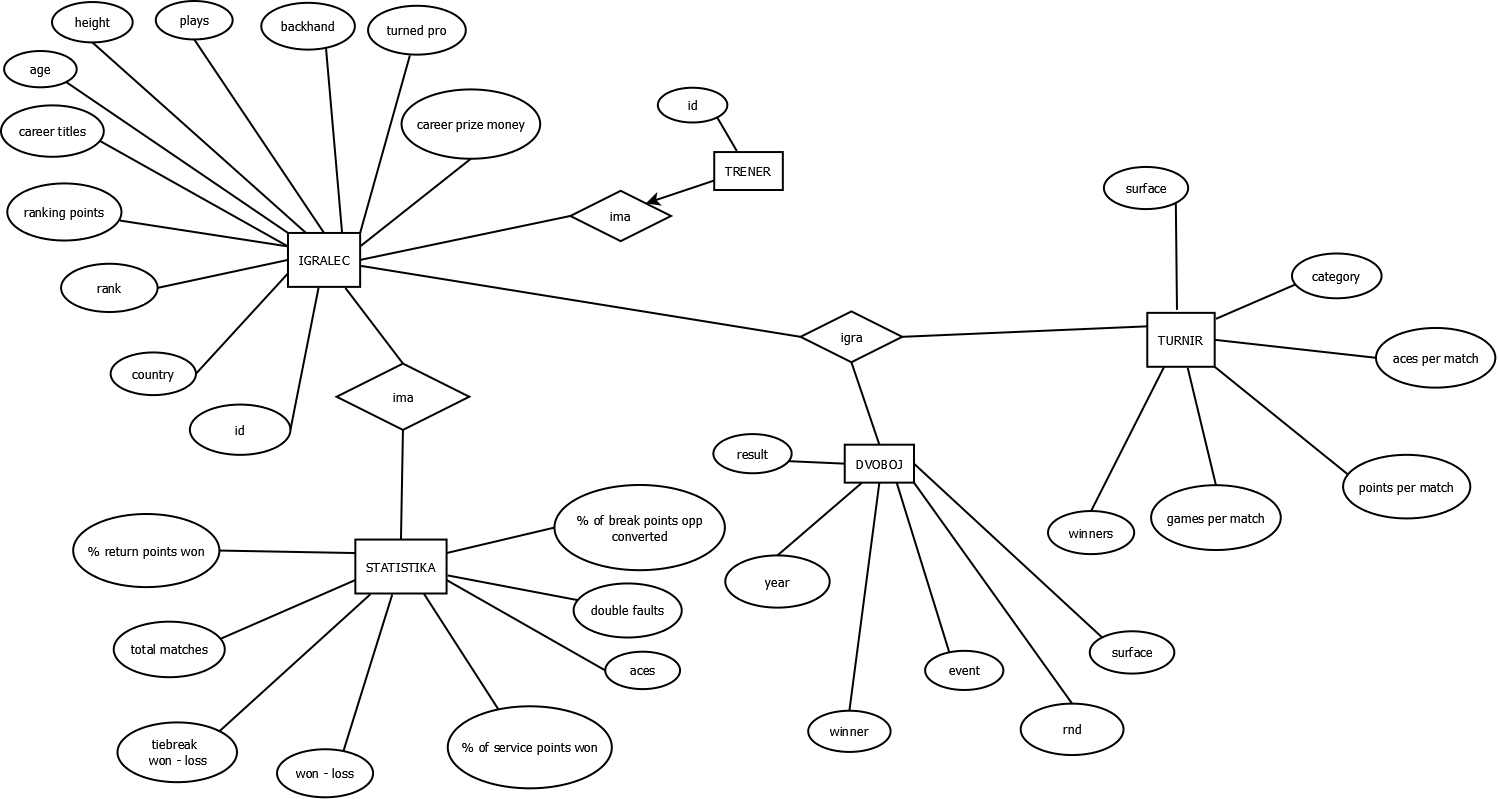 height
plays
backhand
turned pro
age
career titles
career prize money
id
TRENER
ranking points
ima
surface
IGRALEC
rank
category
igra
TURNIR
aces per match
country
ima
id
result
DVOBOJ
points per match
winners
games per match
% of break points opp
converted
% return points won
STATISTIKA
year
double faults
total matches
aces
event
surface
tiebreak
won - loss
won - loss
% of service points won
winner
rnd